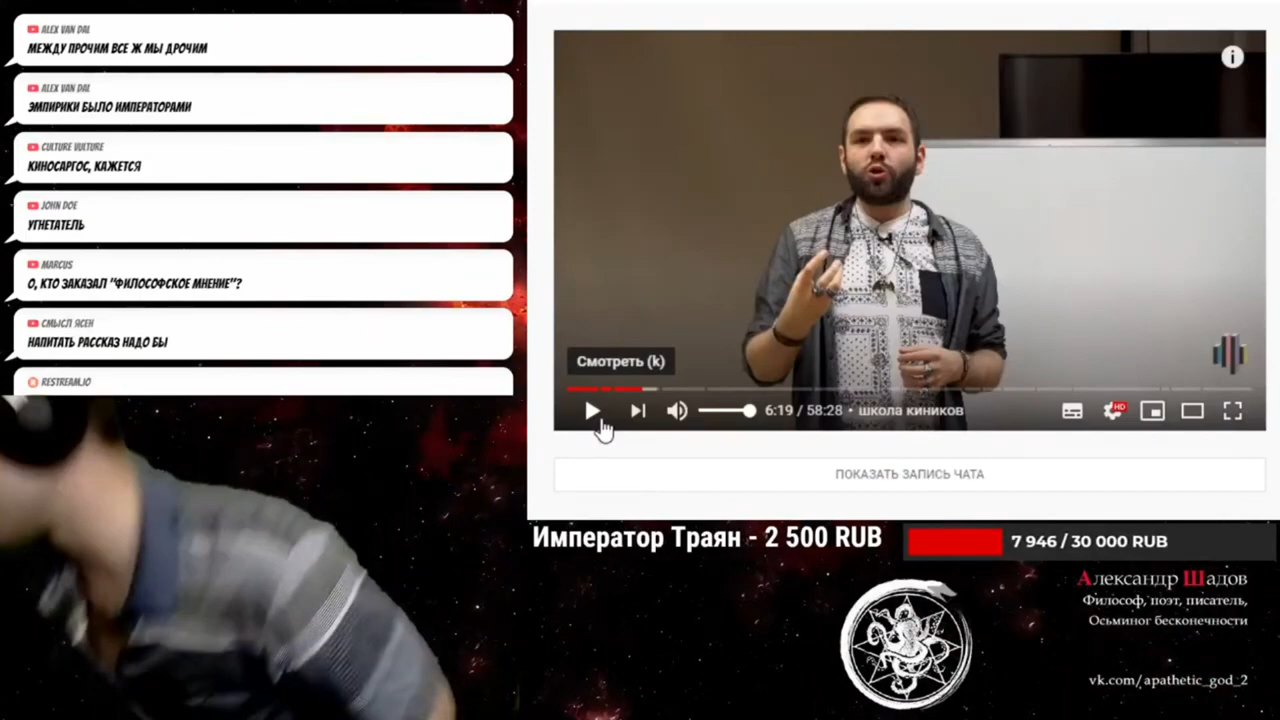 ALEX VAN DAL
МЕЖДУ ПРОЧИМ ВСЕ Ж МЫ ДРОЧИМ
ALEX VAN DAL
ЭМПИРИКИ БЫЛО ИМПЕРАТОРАМИ
CULTURE VULTURE
КИНОСАРГОС, КАЖЕТСЯ
JOHN DOE
УГНЕТАТЕЛЬ
MARCUS
О, КТО ЗАКАЗАЛ "ФИЛОСОФСКОЕ МНЕНИЕ"?
СМЫСЛ ЯСЕН
НАПИТАТЬ РАССКАЗ НАДО БЫ
RESTREAM.IO
Смотреть (k)
6:19 / 58:28 • школа киников
HD
ПОКАЗАТЬ ЗАПИСЬ ЧАТА
Император Траян - 2 500 RUB
7 946 / 30 000 RUB
Александр Шадов
Философ, поэт, писатель,
Осьминог бесконечности
vk.com/apathetic_god_2